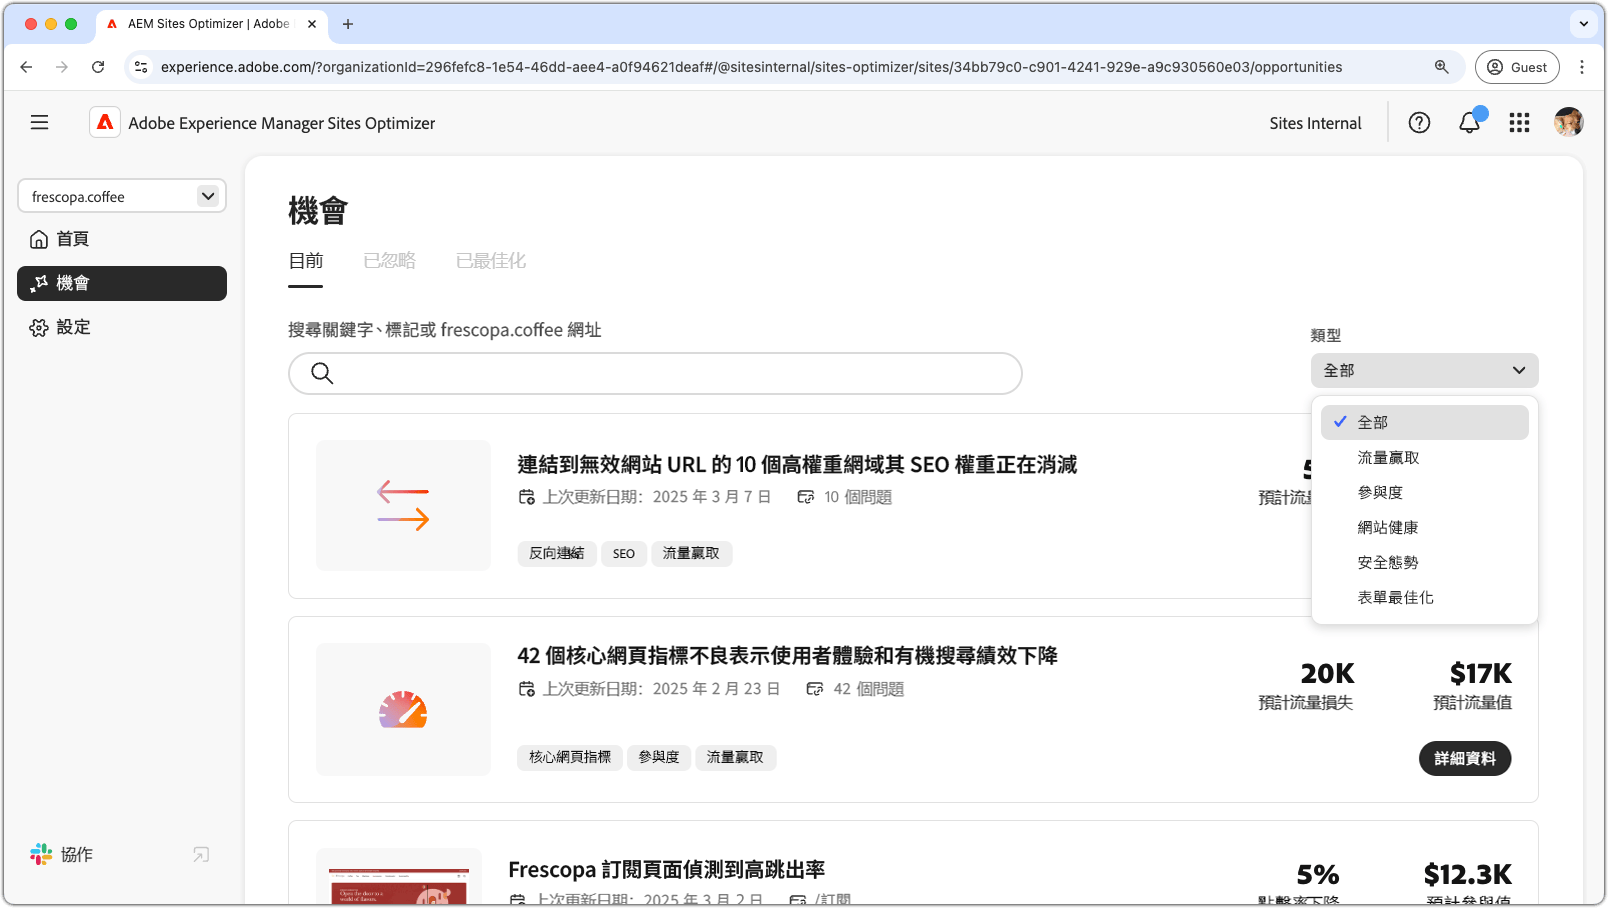 AEM Sites Optimizer | Adobe
experience.adobe.com/?organizationId=296fefc8-1e54-46dd-aee4-a0f94621deaf#/@sitesinternal/sites-optimizer/sites/34bb79c0-c901-4241-929e-a9c930560e03/opportunities
Guest
Adobe Experience Manager Sites Optimizer
Sites Internal
frescopa.coffee
首頁
機會
設定
協作
機會
目前 已忽略 已最佳化
搜尋關鍵字、標記或 frescopa.coffee 網址
類型
全部
全部
流量贏取
參與度
網站健康
安全態勢
表單最佳化
連結到無效網站 URL 的 10 個高權重網域其 SEO 權重正在消減
上次更新日期: 2025 年 3 月 7 日 10 個問題
預計流
反向連結 SEO 流量贏取
42 個核心網頁指標不良表示使用者體驗和有機搜尋績效下降
上次更新日期: 2025 年 2 月 23 日 42 個問題
20K $17K
預計流量損失 預計流量值
核心網頁指標 參與度 流量贏取
詳細資料
Frescopa 訂閱頁面偵測到高跳出率
上次更新日期: 2025 年 3 月 2 日 /訂閱
5% $12.3K
點擊率下降 預計參與值